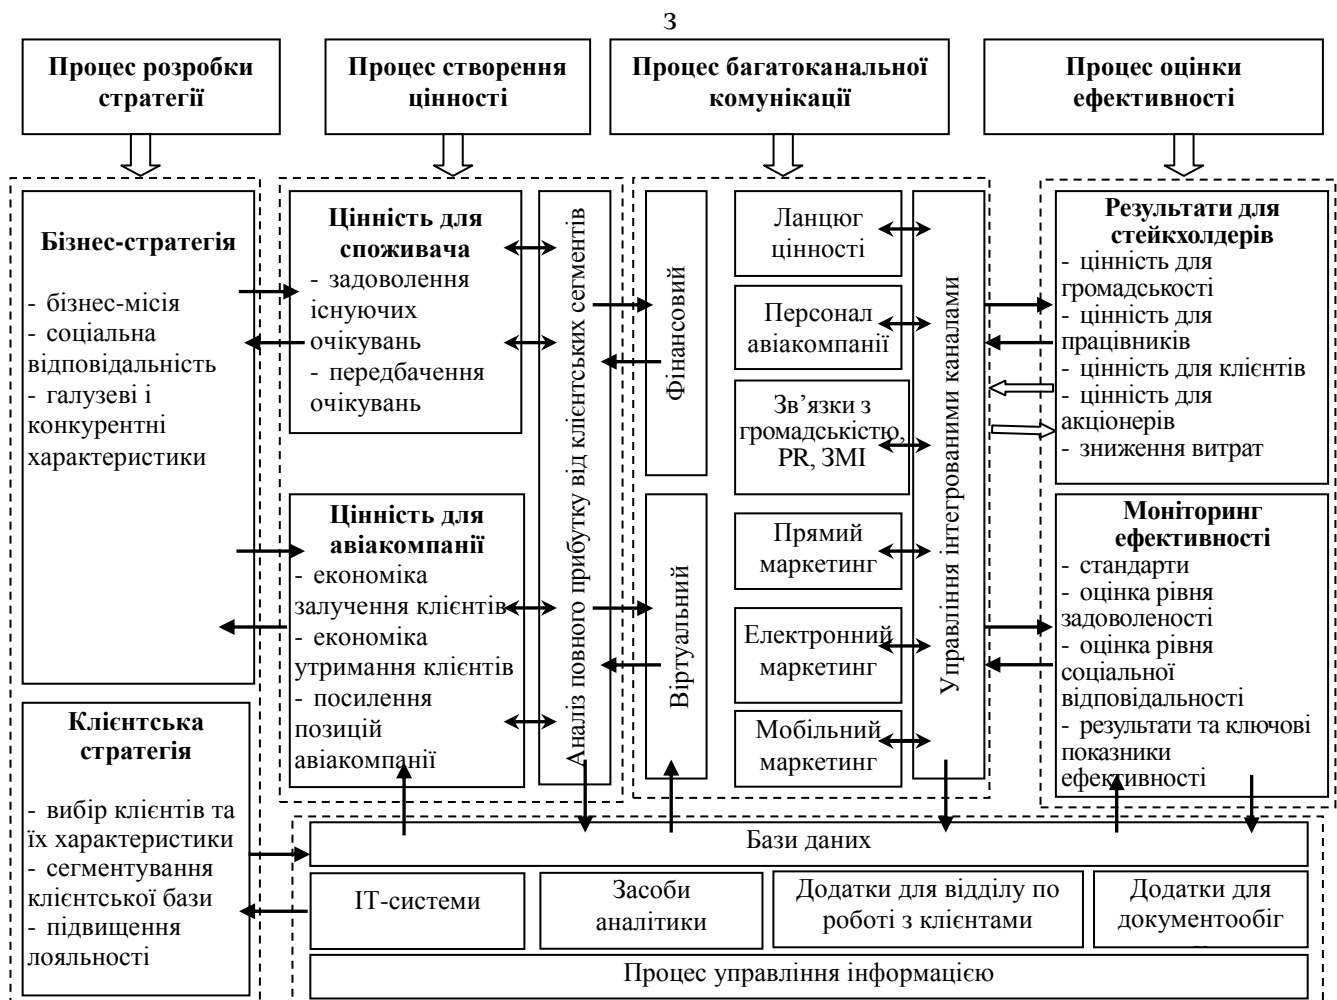 з
Процес розробки
стратегії
Процес створення
цінності
Процес багатоканальної
комунікації
Процес оцінки
ефективності
Бізнес-стратегія
- бізнес-місія
- соціальна
відповідальність
- галузеві і
конкурентні
характеристики
Клієнтська
стратегія
- вибір клієнтів та
їх характеристики
- сегментування
клієнтської бази
- підвищення
лояльності
Цінність для
споживача
- задоволення
існуючих
очікувань
- передбачення
очікувань
Цінність для
авіакомпанії
- економіка
залучення клієнтів
- економіка
утримання клієнтів
- посилення
позицій
авіакомпанії
Аналіз повного прибутку від клієнтських сегментів
Фінансовий
Віртуальний
Ланцюг
цінності
Персонал
авіакомпанії
Зв’язки з
громадськістю,
PR, ЗМІ
Прямий
маркетинг
Електронний
маркетинг
Мобільний
маркетинг
Управління інтегрованими каналами
Результати для
стейкхолдерів
- цінність для
громадськості
- цінність для
працівників
- цінність для клієнтів
- цінність для
акціонерів
- зниження витрат
Моніторинг
ефективності
- стандарти
- оцінка рівня
задоволеності
- оцінка рівня
соціальної
відповідальності
- результати та ключові
показники
ефективності
Бази даних
ІТ-системи
Засоби
аналітики
Додатки для відділу по
роботі з клієнтами
Додатки для
документообіг
Процес управління інформацією